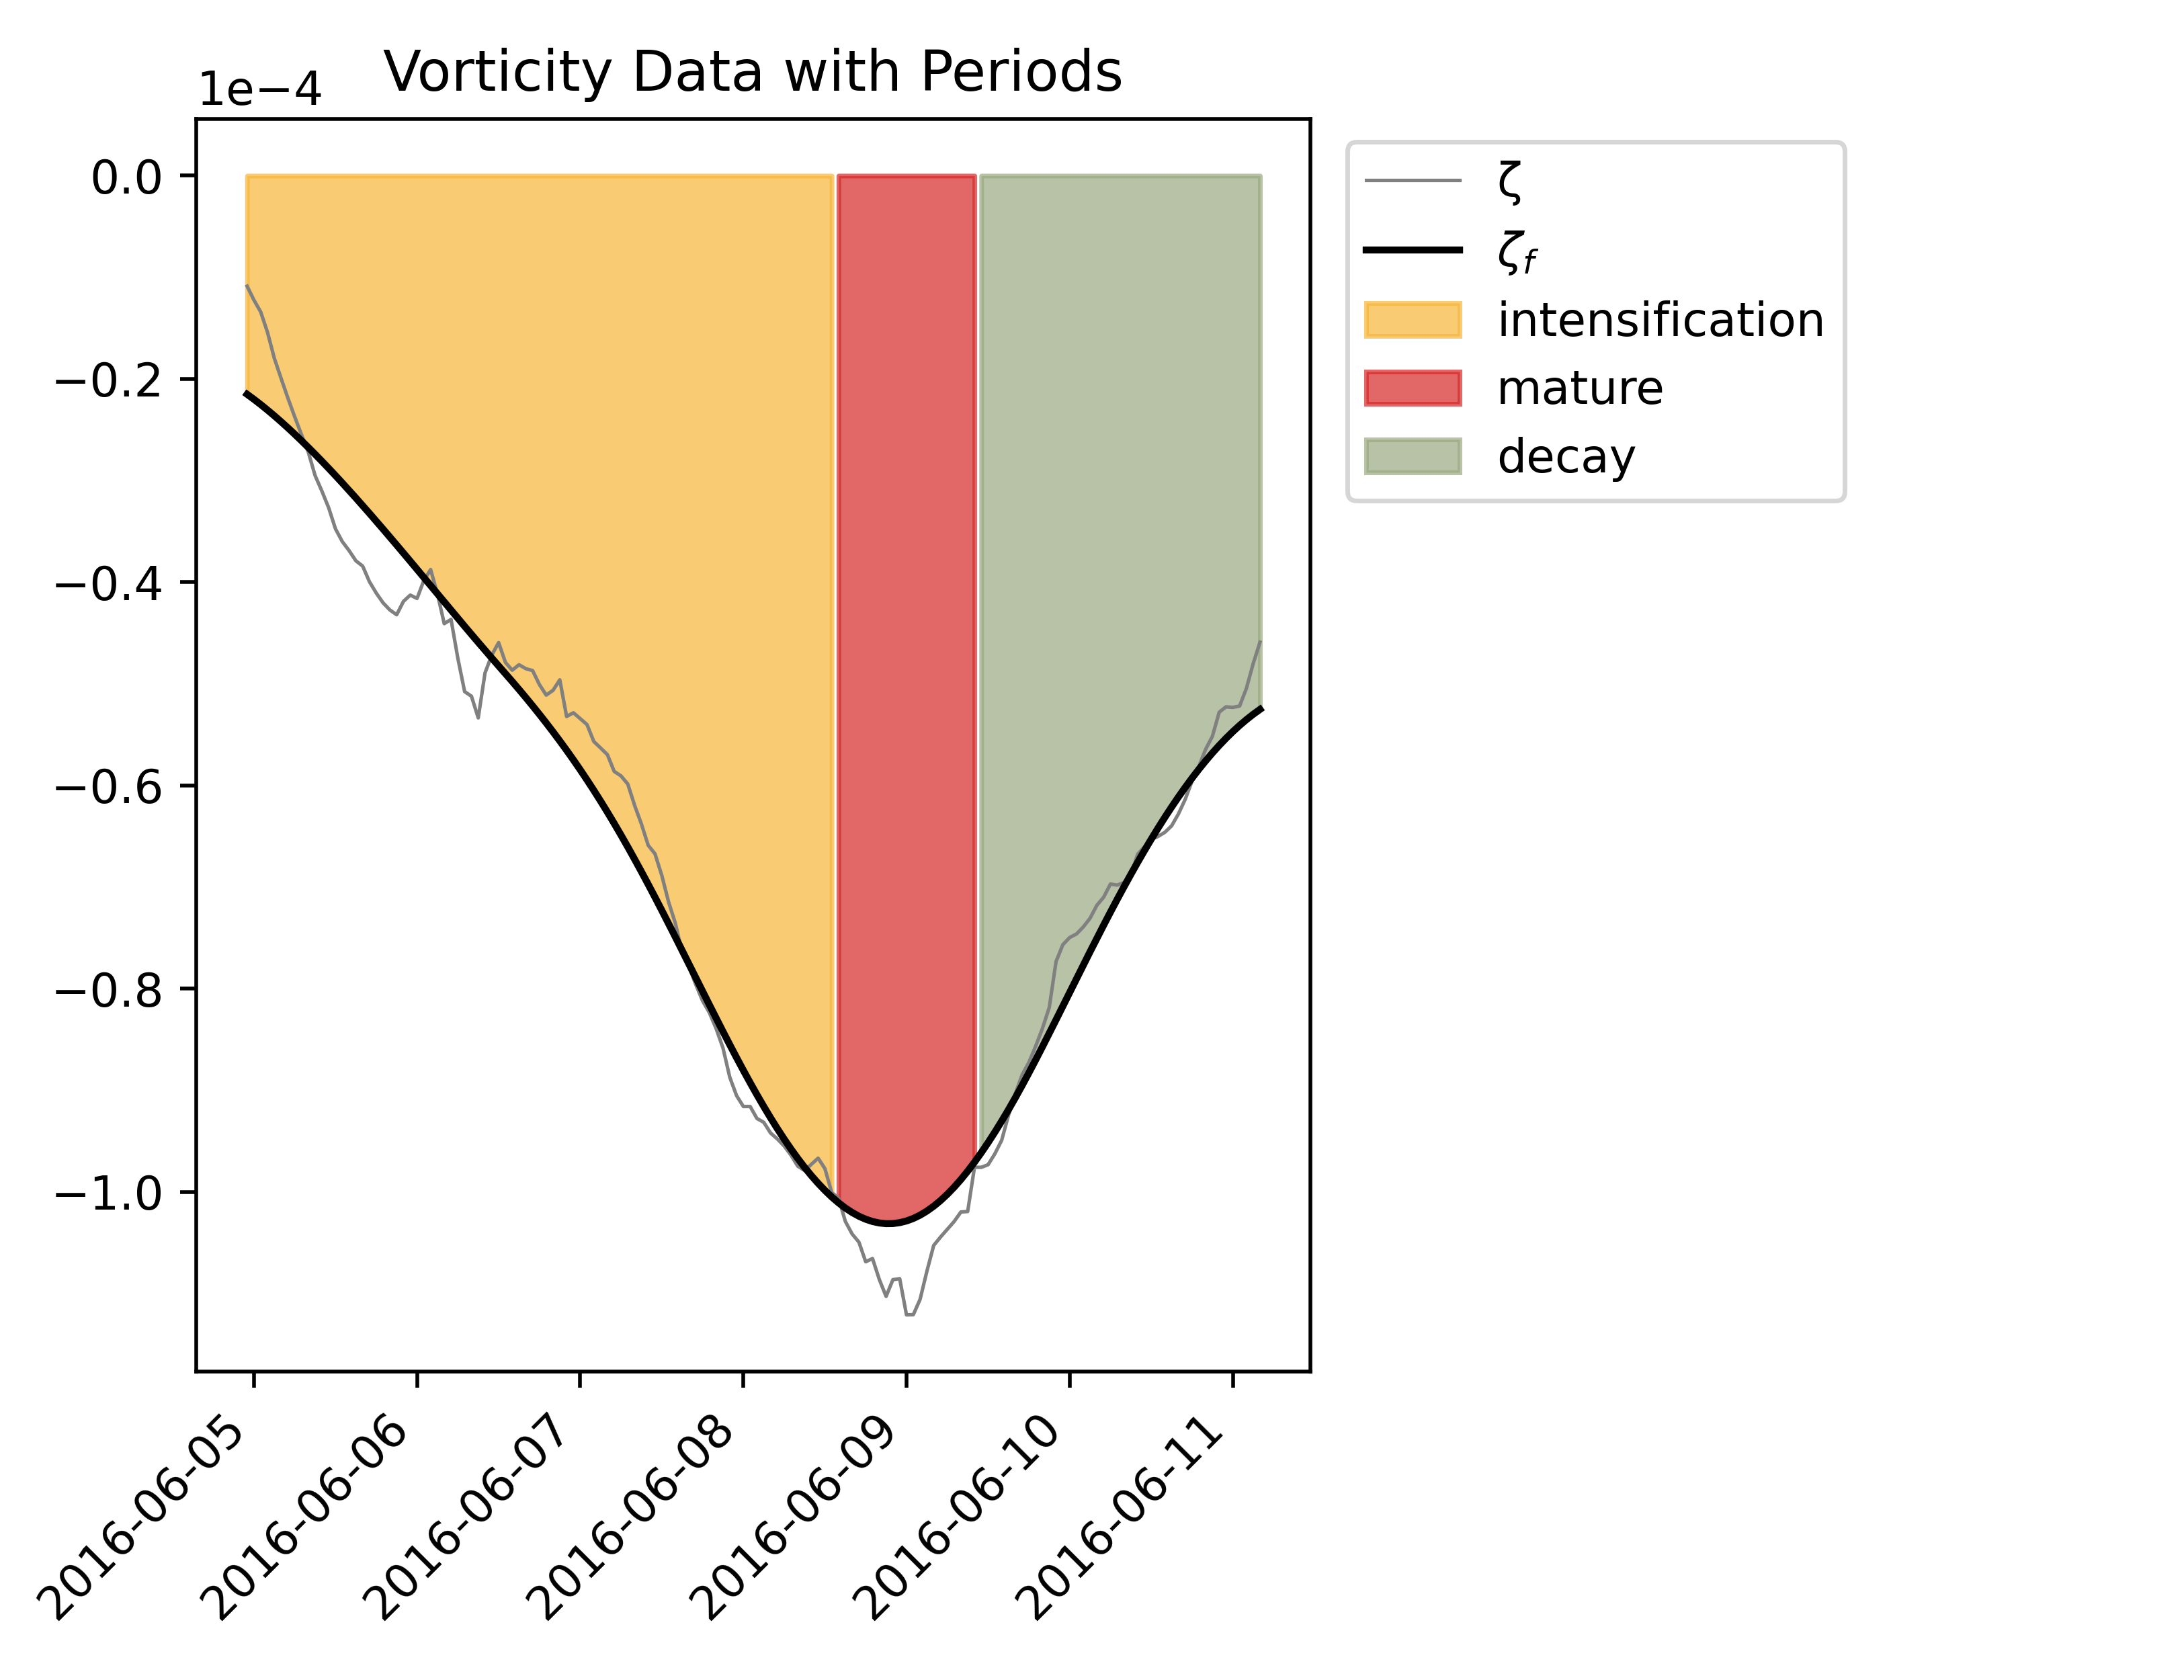 Vorticity Data with Periods
1e−4
0.0
−0.2
−0.4
−0.6
−0.8
−1.0
2016-06-05
2016-06-06
2016-06-07
2016-06-08
2016-06-09
2016-06-10
2016-06-11
ζ
ζf
intensification
mature
decay